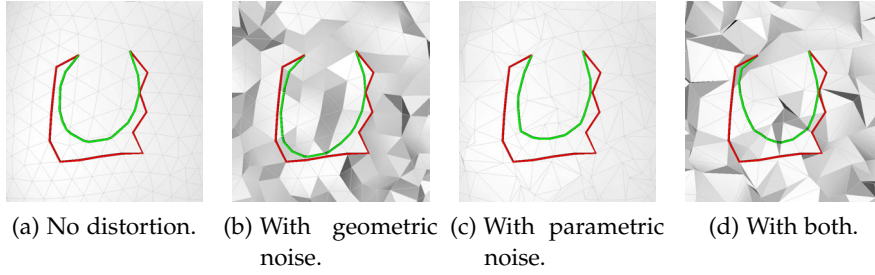 (a) No distortion.
(b) With geometric
noise.
(c) With parametric
noise.
(d) With both.